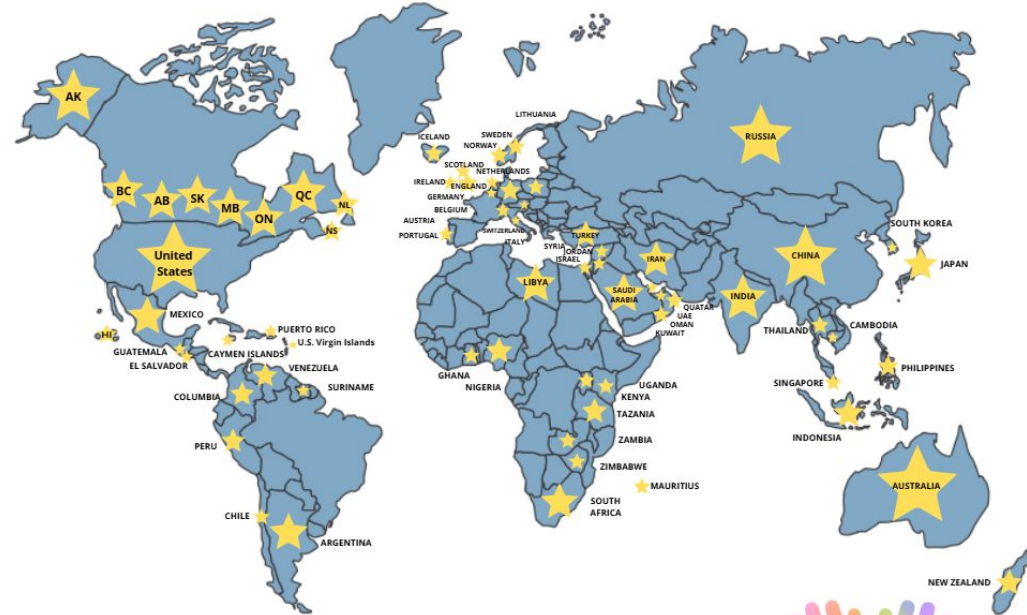 AK
BC
AB
SK
MB
ON
QC
NL
NS
United
States
HI
MEXICO
PUERTO RICO
U.S. Virgin Islands
GUATEMALA
CAYMEN ISLANDS
EL SALVADOR
VENEZUELA
COLUMBIA
SURINAME
PERU
CHILE
ARGENTINA
ICELAND
LITHUANIA
SWEDEN
NORWAY
SCOTLAND
NETHERLANDS
IRELAND
ENGLAND
GERMANY
BELGIUM
AUSTRIA
PORTUGAL
SWITZERLAND
ITALY
SYRIA
TURKEY
JORDAN
ISRAEL
LIBYA
SAUDI
ARABIA
IRAN
QUATAR
UAE
OMAN
KUWAIT
RUSSIA
CHINA
INDIA
SOUTH KOREA
JAPAN
THAILAND
CAMBODIA
PHILIPPINES
SINGAPORE
INDONESIA
GHANA
NIGERIA
UGANDA
KENYA
TAZANIA
ZAMBIA
ZIMBABWE
MAURITIUS
SOUTH
AFRICA
AUSTRALIA
NEW ZEALAND